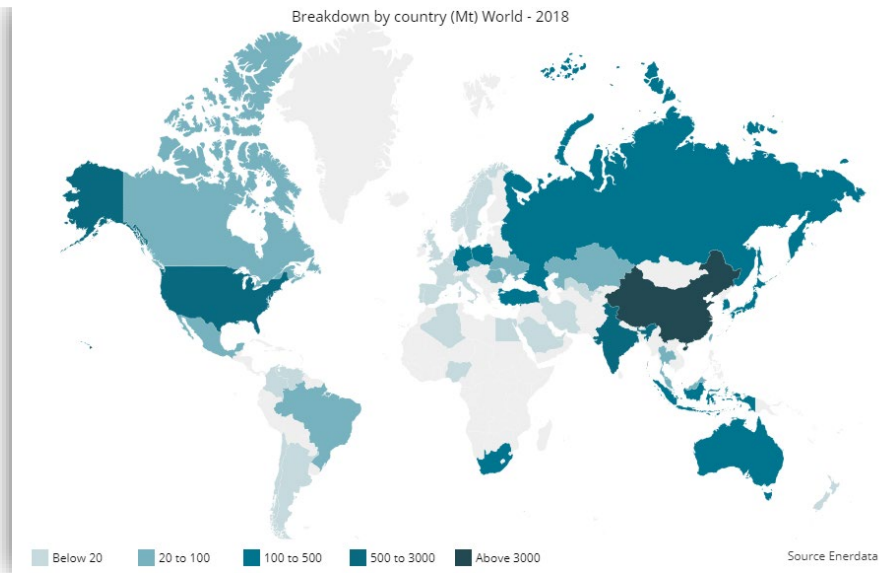 Breakdown by country (Mt) World - 2018
Below 20
20 to 100
100 to 500
500 to 3000
Above 3000
Source Enerdata